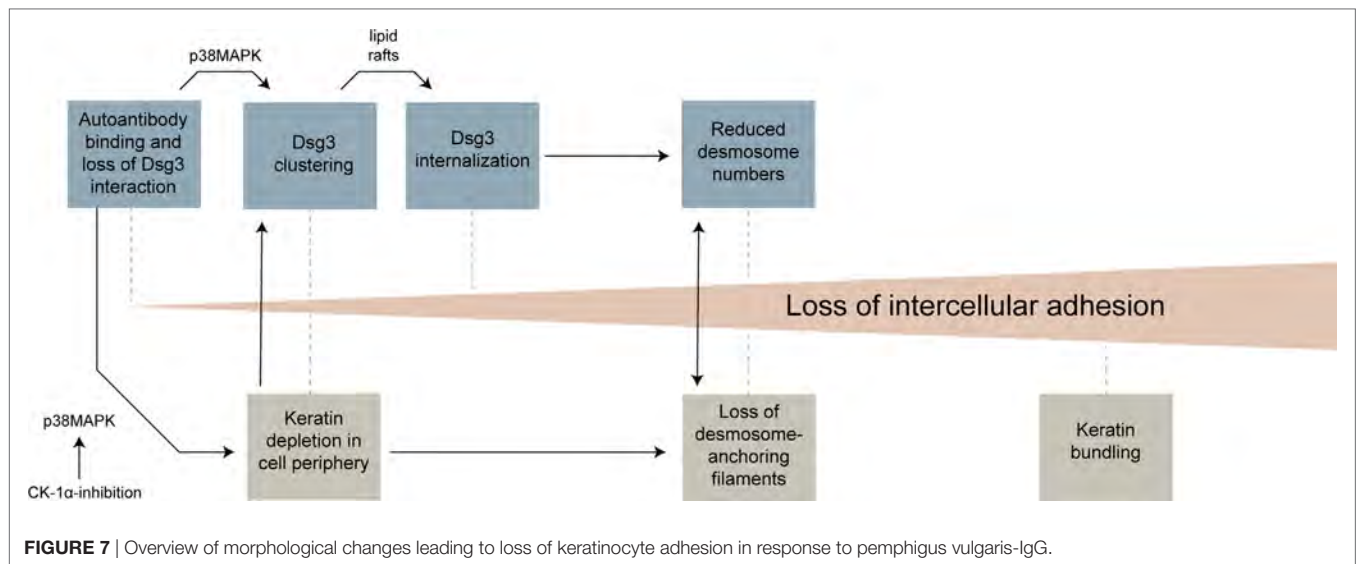 p38MAPK
lipid
rafts
Autoantibody
binding and
loss of Dsg3
interaction
Dsg3
clustering
Dsg3
internalization
Reduced
desmosome
numbers
Loss of intercellular adhesion
p38MAPK
CK-1α-inhibition
Keratin
depletion in
cell periphery
Loss of
desmosome-
anchoring
filaments
Keratin
bundling
FIGURE 7 | Overview of morphological changes leading to loss of keratinocyte adhesion in response to pemphigus vulgaris-IgG.